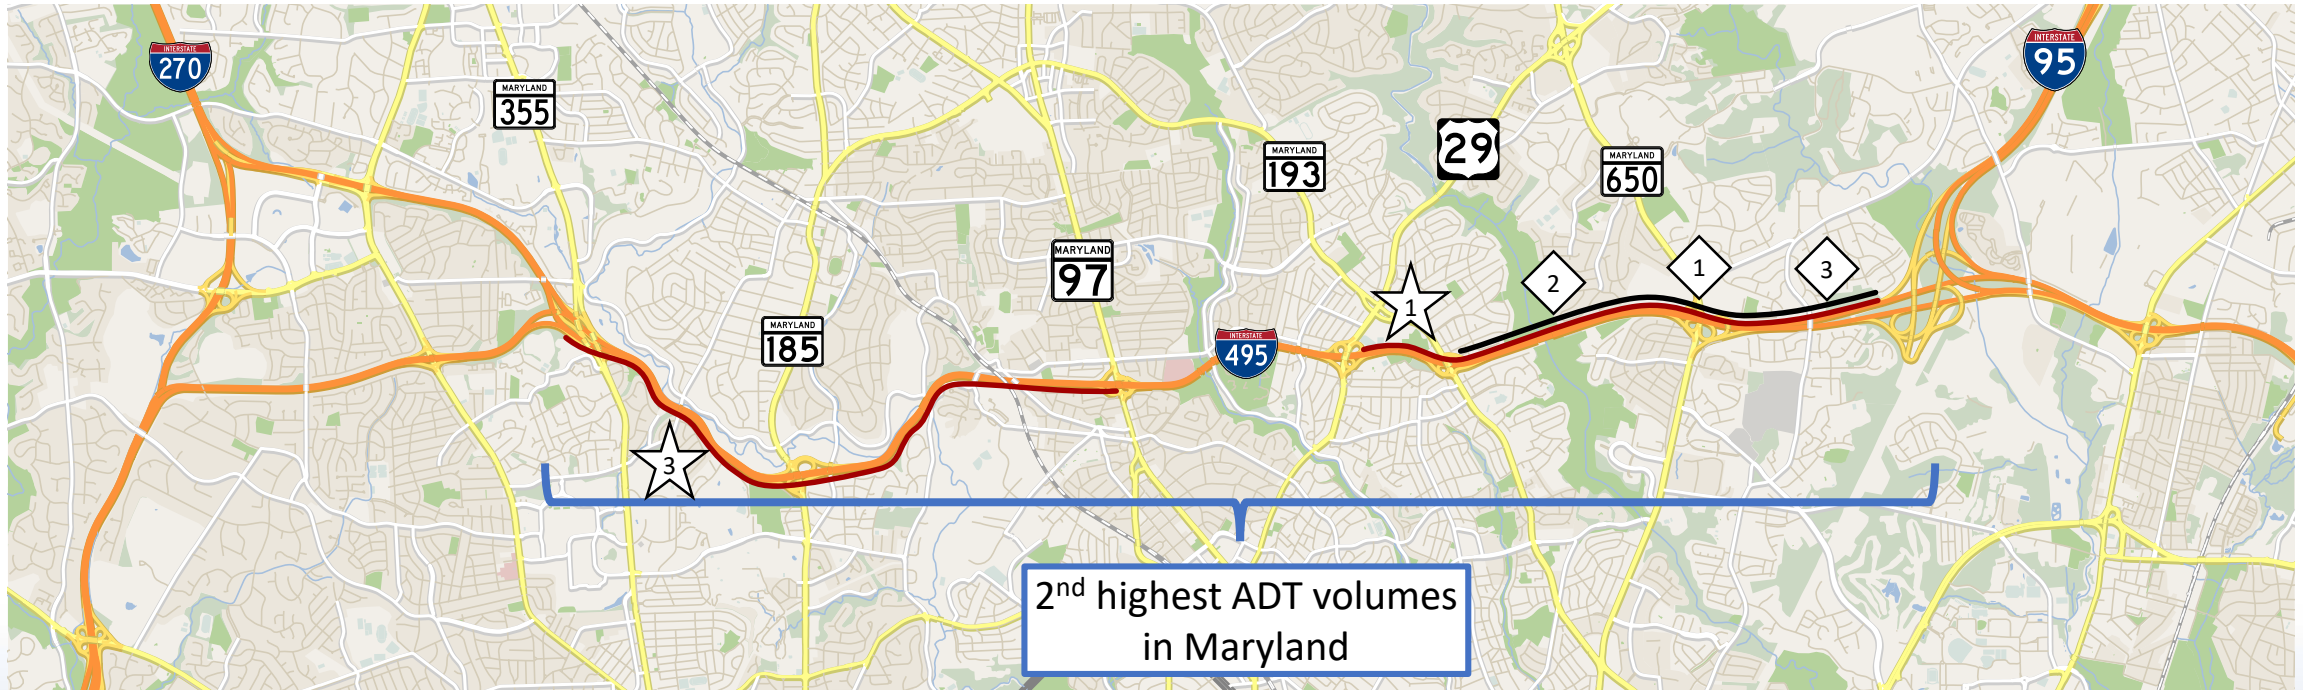 INTERSTATE
270
MARYLAND
355
MARYLAND
185
MARYLAND
97
MARYLAND
193
29
MARYLAND
650
INTERSTATE
95
INTERSTATE
495
3
1
2
1
3
2nd highest ADT volumes
in Maryland